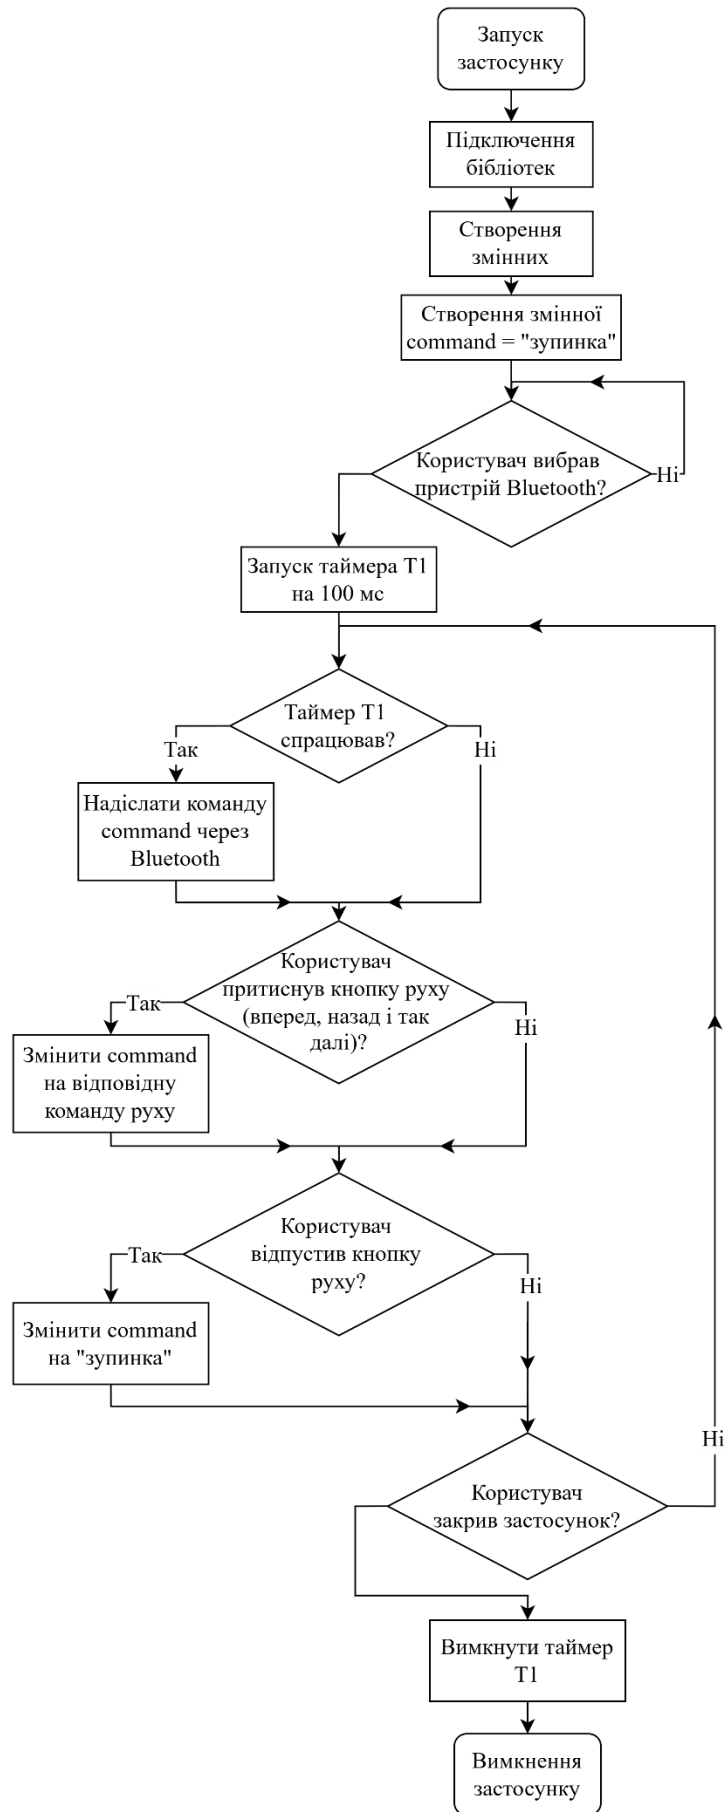 Запуск
застосунку
Підключення
бібліотек
Створення
змінних
Створення змінної
command = "зупинка"
Користувач вибрав
пристрій Bluetooth?
Ні
Запуск таймера T1
на 100 мс
Таймер T1
спрацював?
Так
Ні
Надіслати команду
command через
Bluetooth
Користувач
притиснув кнопку руху
(вперед, назад і так
далі)?
Так
Ні
Змінити command
на відповідну
команду руху
Користувач
відпустив кнопку
руху?
Так
Ні
Змінити command
на "зупинка"
Користувач
закрив застосунок?
Ні
Вимкнути таймер
T1
Вимкнення
застосунку